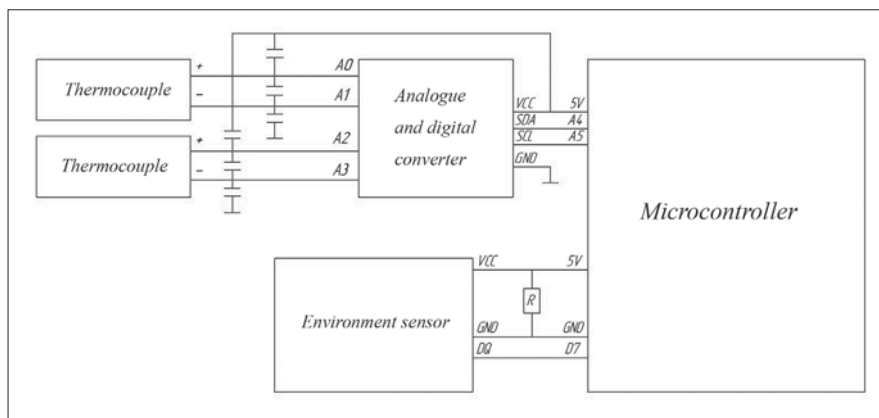 +
Thermocouple
-
+
Thermocouple
-
A0
A1
A2
A3
Analogue
and digital
converter
VCC 5V
SDA A4
SCL A5
GND
Microcontroller
Environment sensor
VCC 5V
R
GND GND
DQ D7